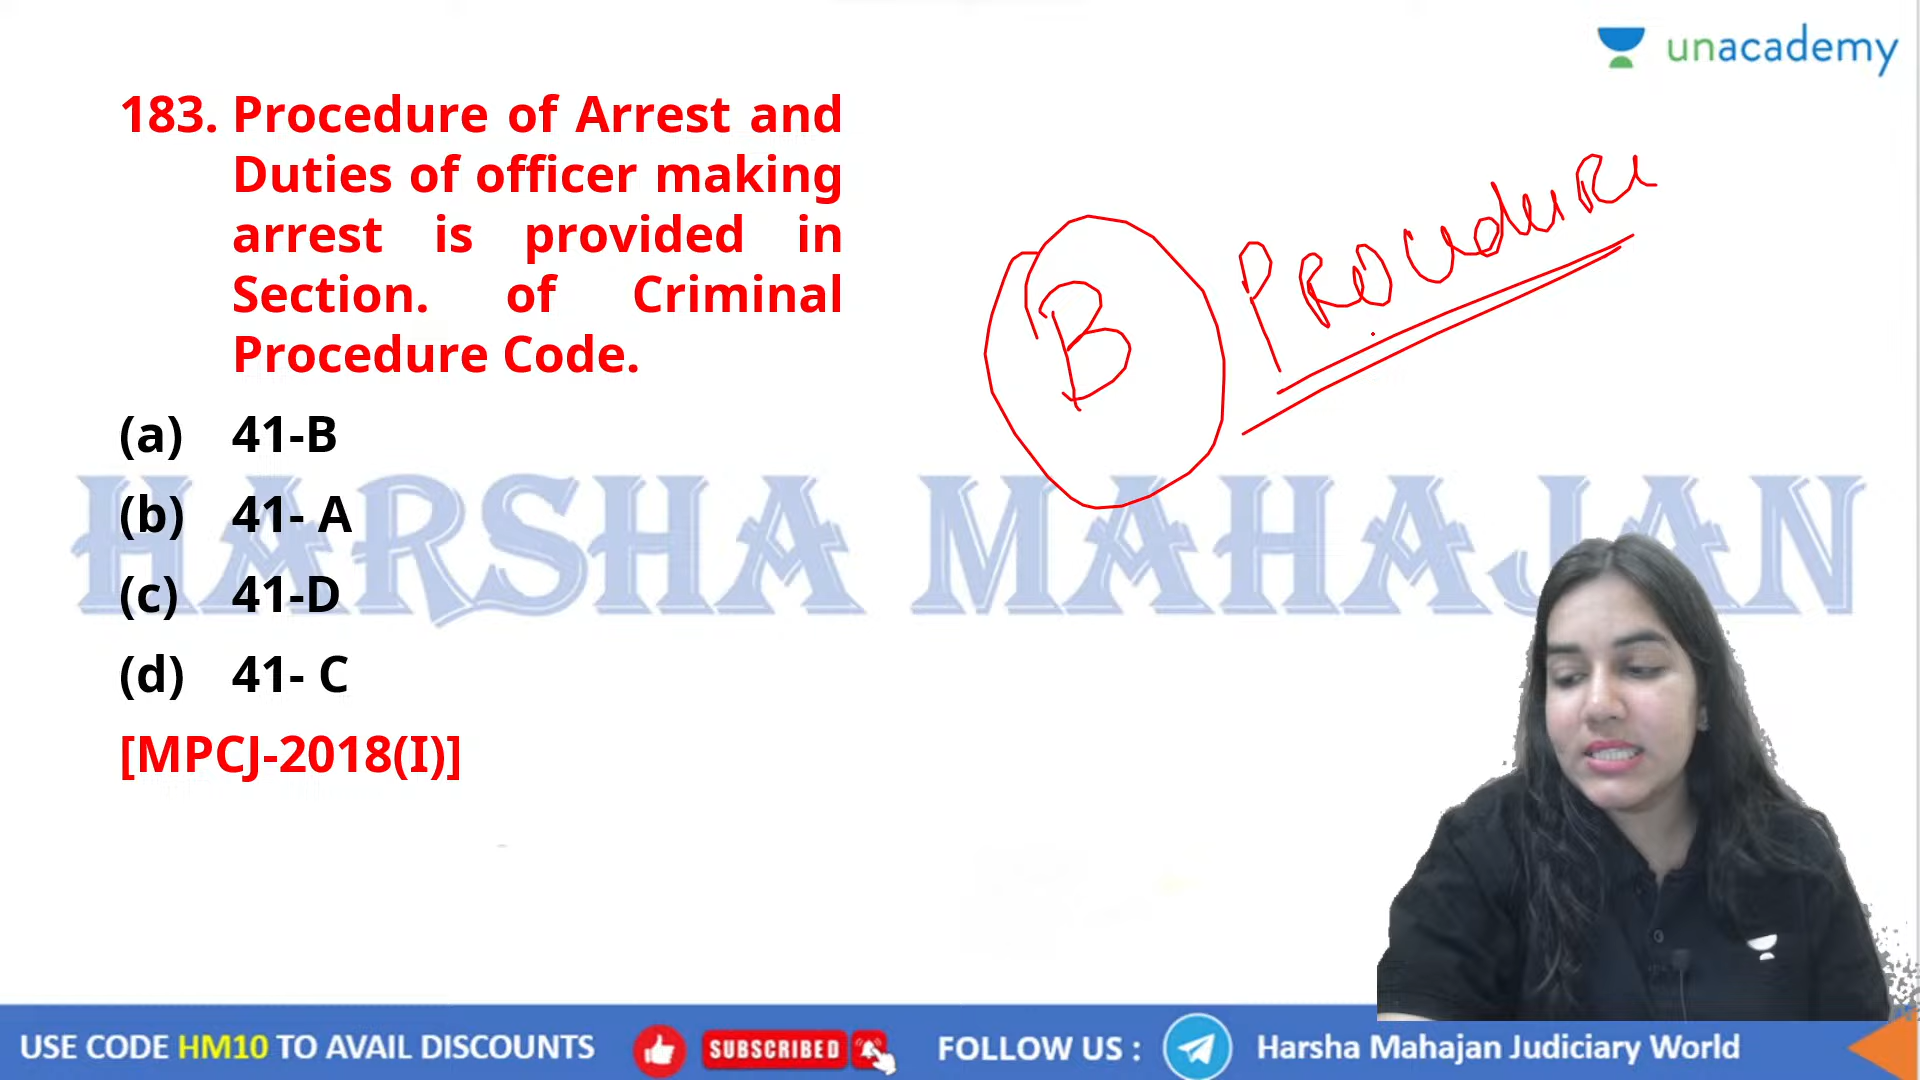 unacademy
183. Procedure of Arrest and
Duties of officer making
arrest is provided in
Section. of Criminal
Procedure Code.
(a) 41-B
(b) 41- A
(c) 41-D
(d) 41- C
[MPCJ-2018(I)]
B PROCEDURE
HARSHA MAHAJAN
USE CODE HM10 TO AVAIL DISCOUNTS
SUBSCRIBED
FOLLOW US :
Harsha Mahajan Judiciary World